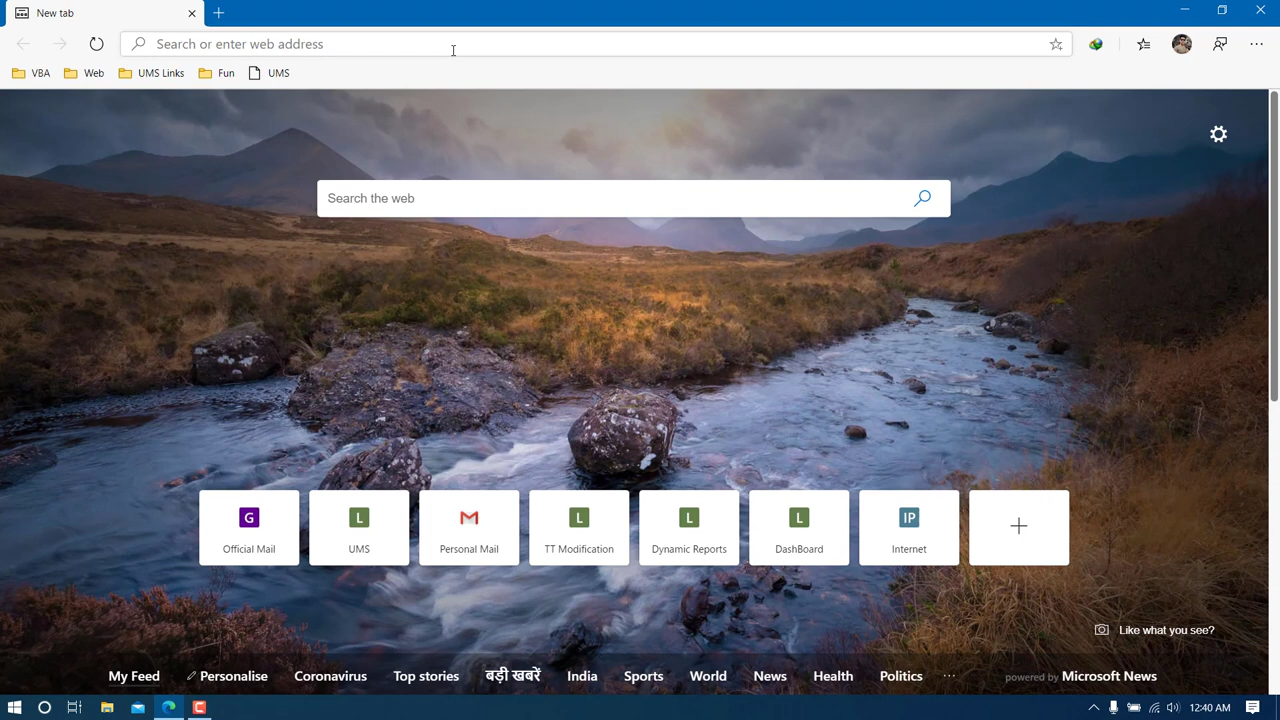 New tab
Search or enter web address
VBA Web UMS Links Fun UMS
Search the web
G L M L L L IP
Official Mail UMS Personal Mail TT Modification Dynamic Reports DashBoard Internet
Like what you see?
My Feed Personalise Coronavirus Top stories बड़ी खबरें India Sports World News Health Politics ... powered by Microsoft News
12:40 AM